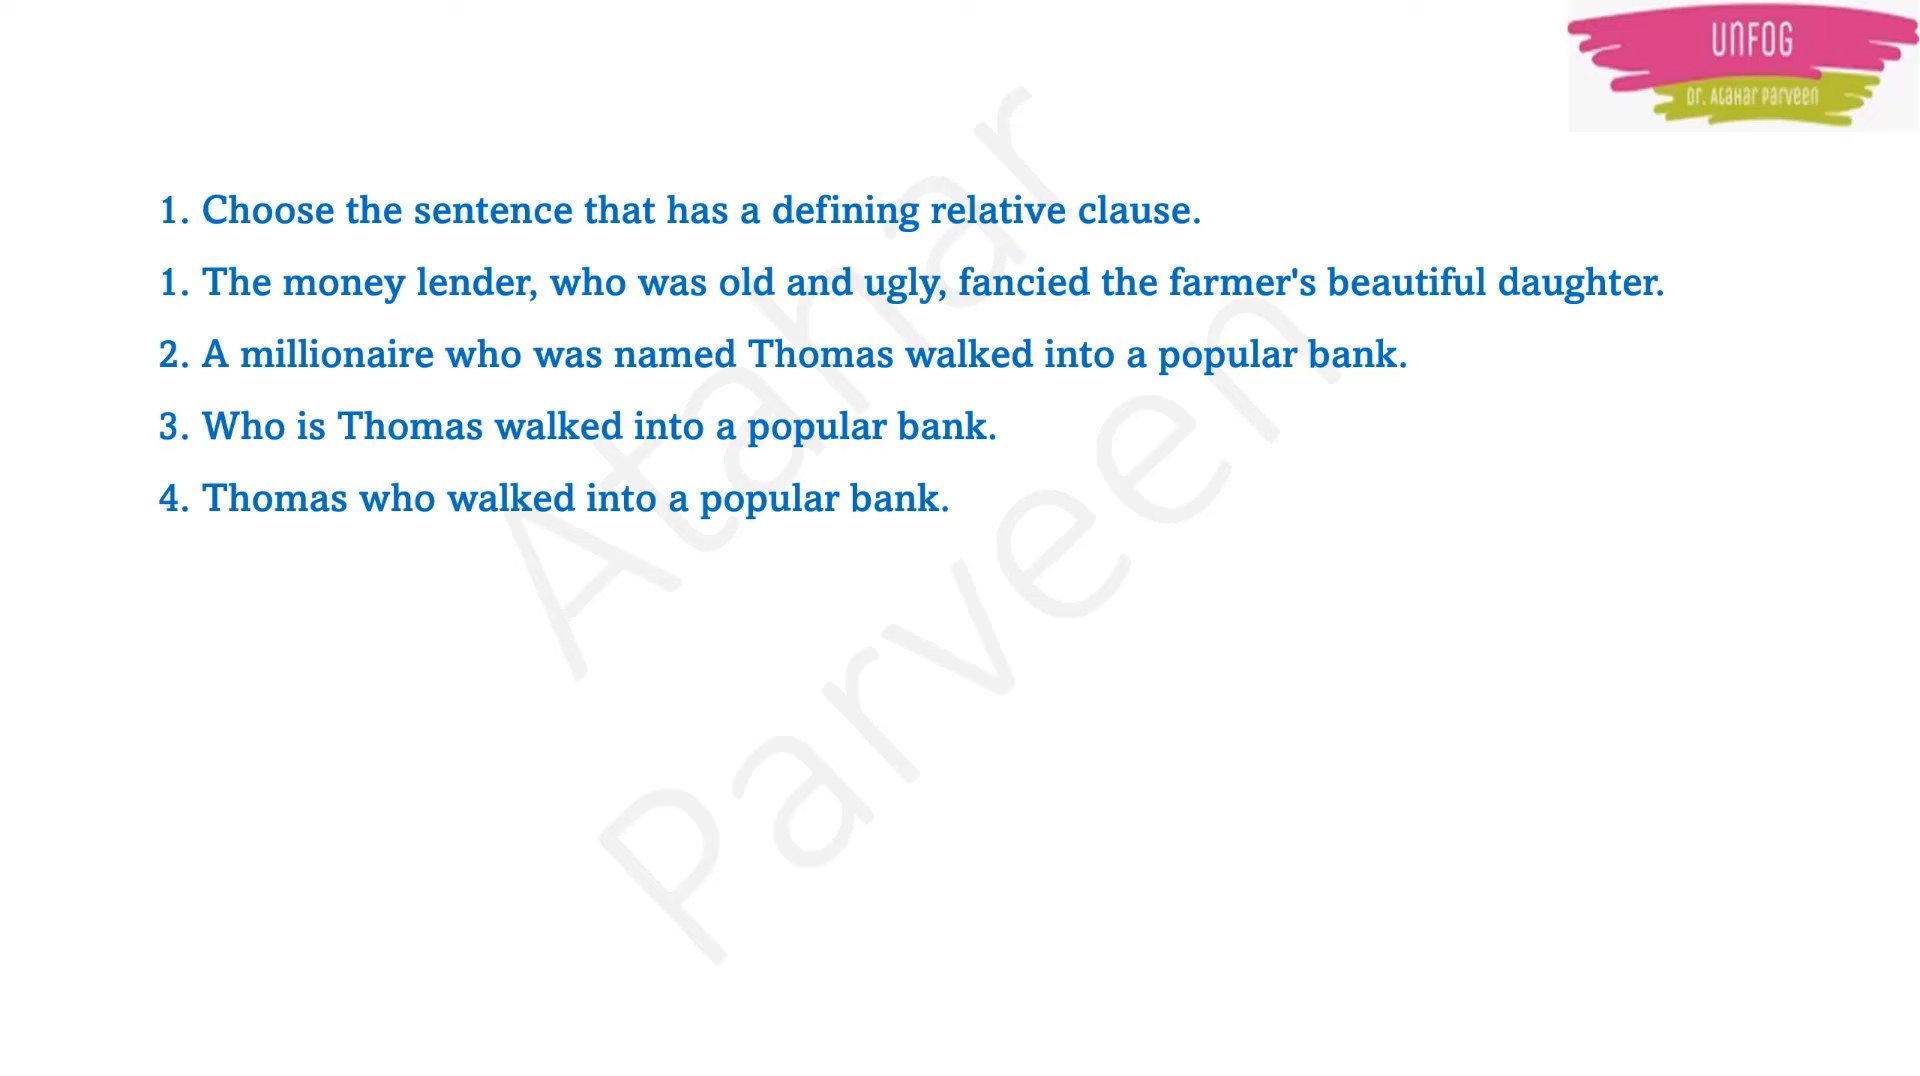 UNFOG
Dr. Atahar Parveen
1. Choose the sentence that has a defining relative clause.
1. The money lender, who was old and ugly, fancied the farmer's beautiful daughter.
2. A millionaire who was named Thomas walked into a popular bank.
3. Who is Thomas walked into a popular bank.
4. Thomas who walked into a popular bank.
Atahar
Parveen